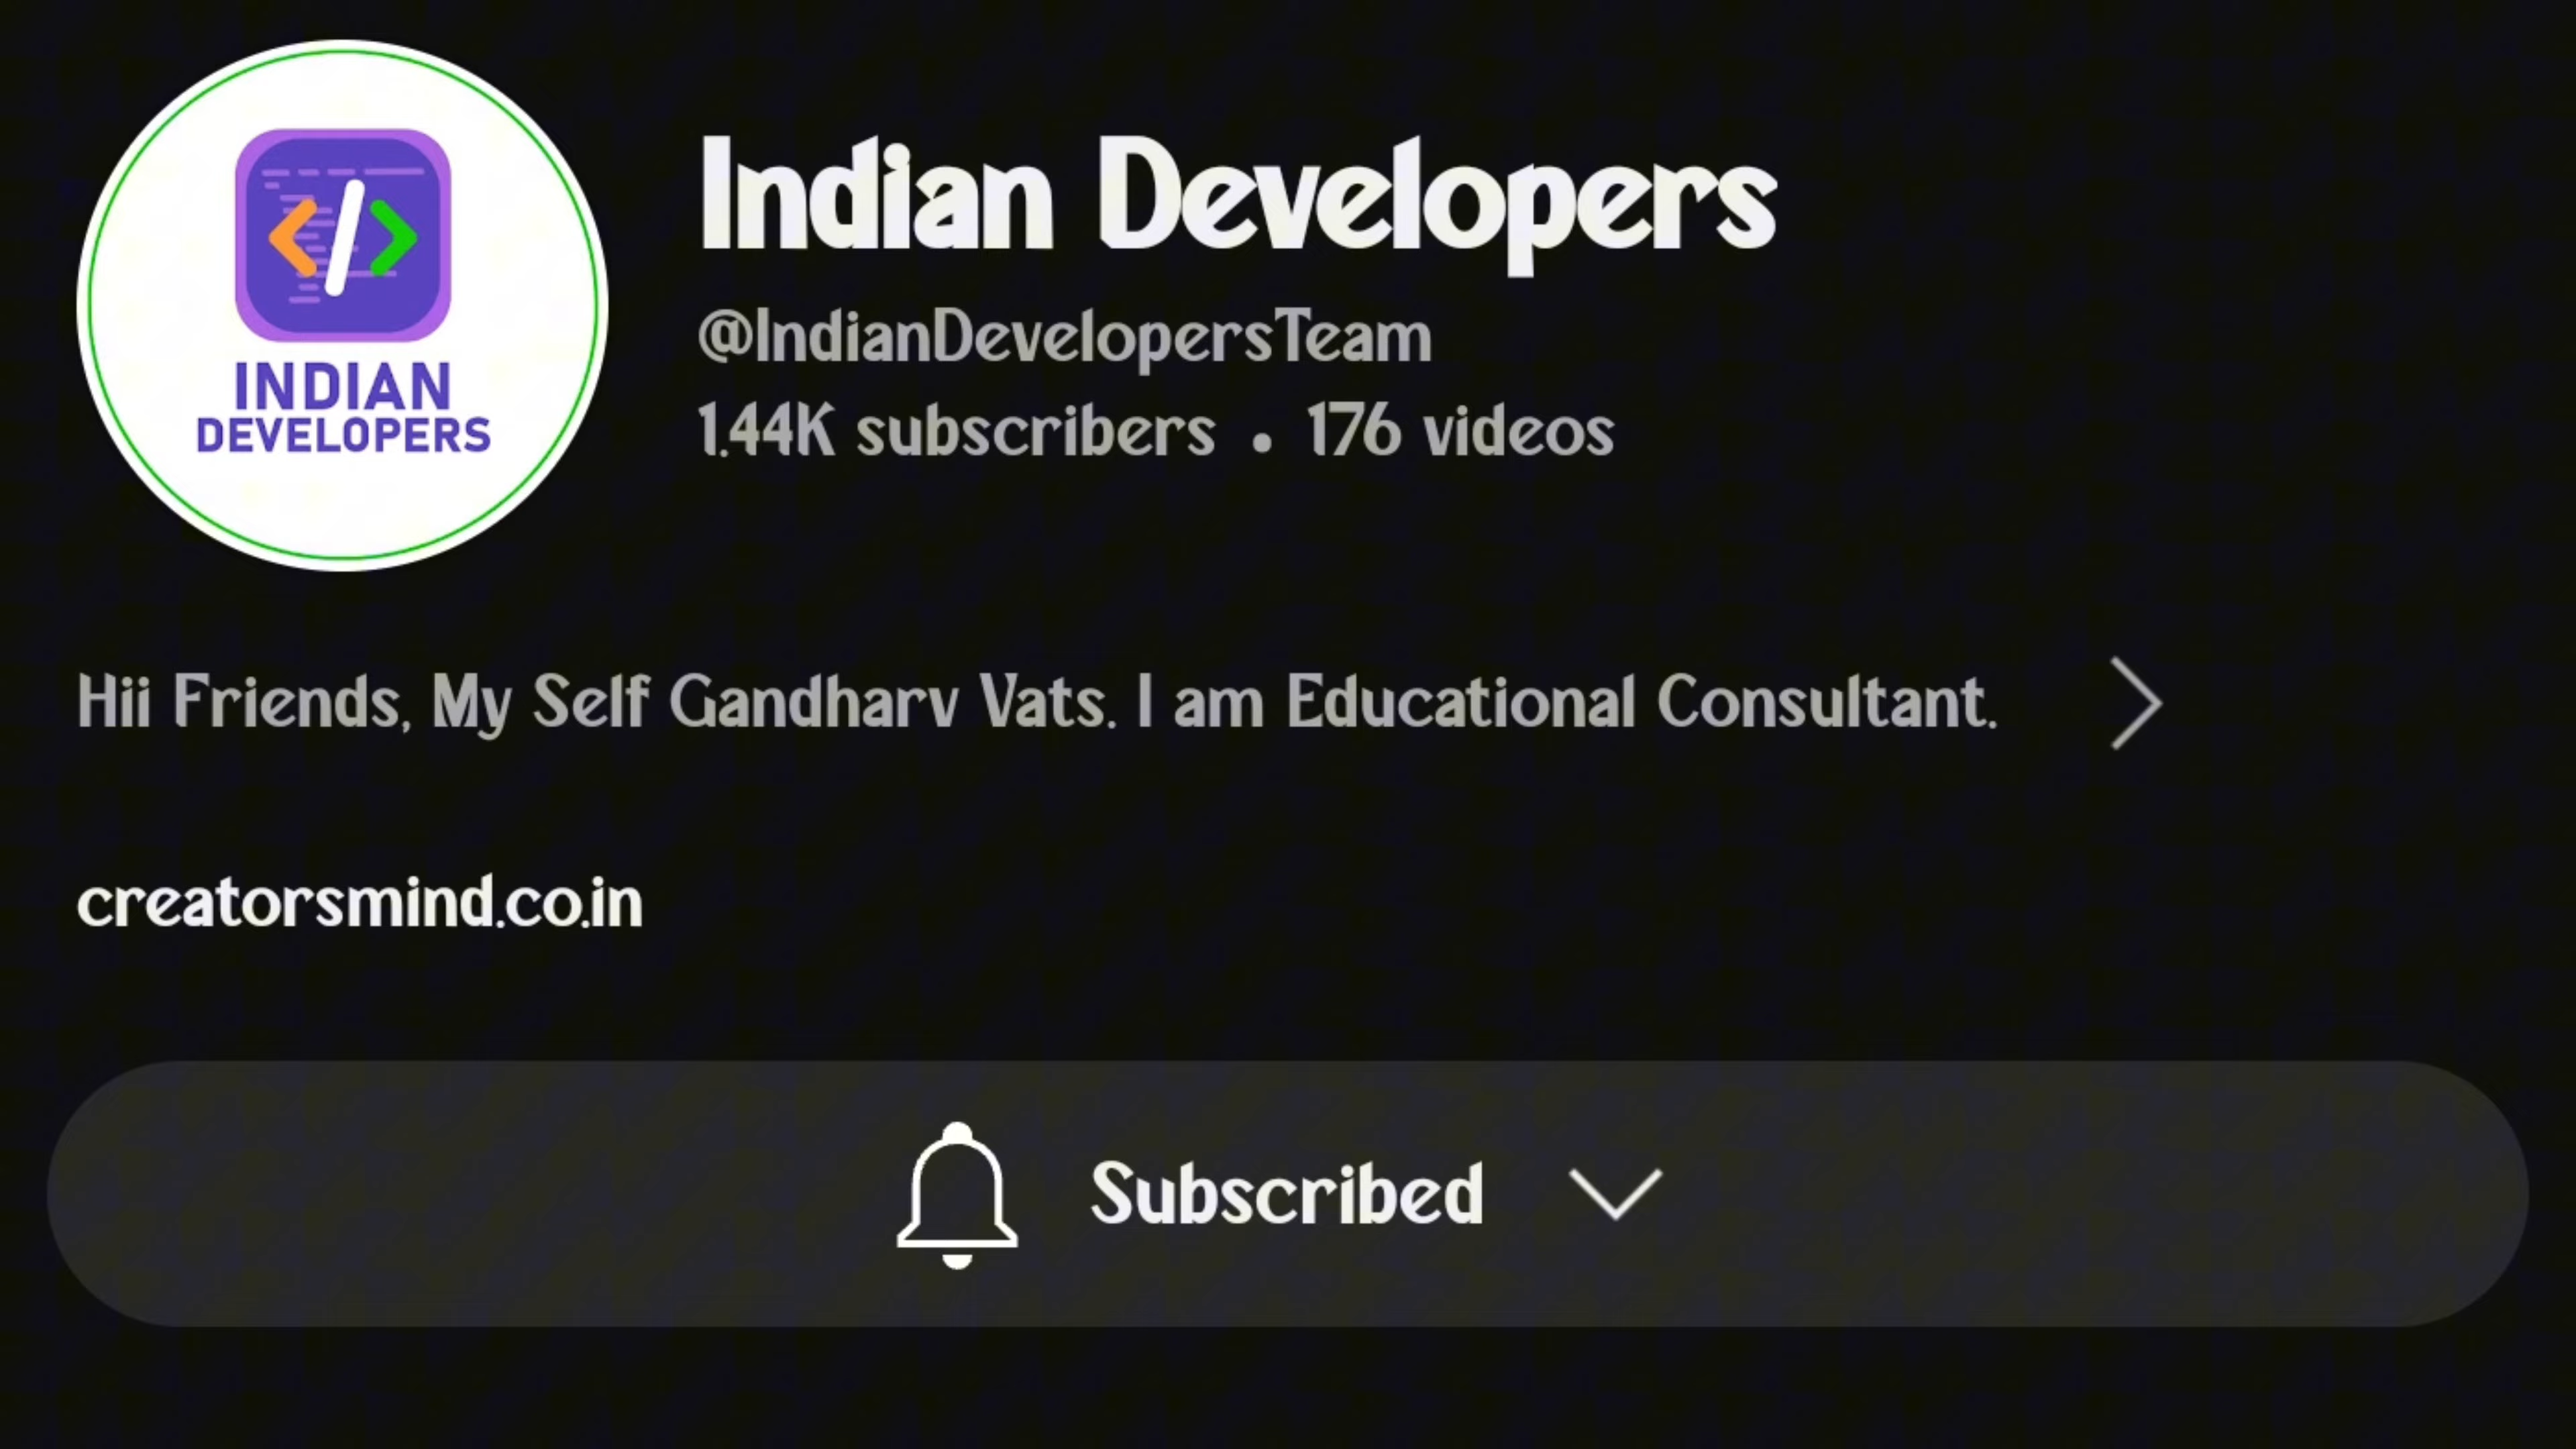 INDIAN
DEVELOPERS
Indian Developers
@IndianDevelopersTeam
1.44K subscribers • 176 videos
Hii Friends, My Self Gandharv Vats. I am Educational Consultant.
creatorsmind.co.in
Subscribed